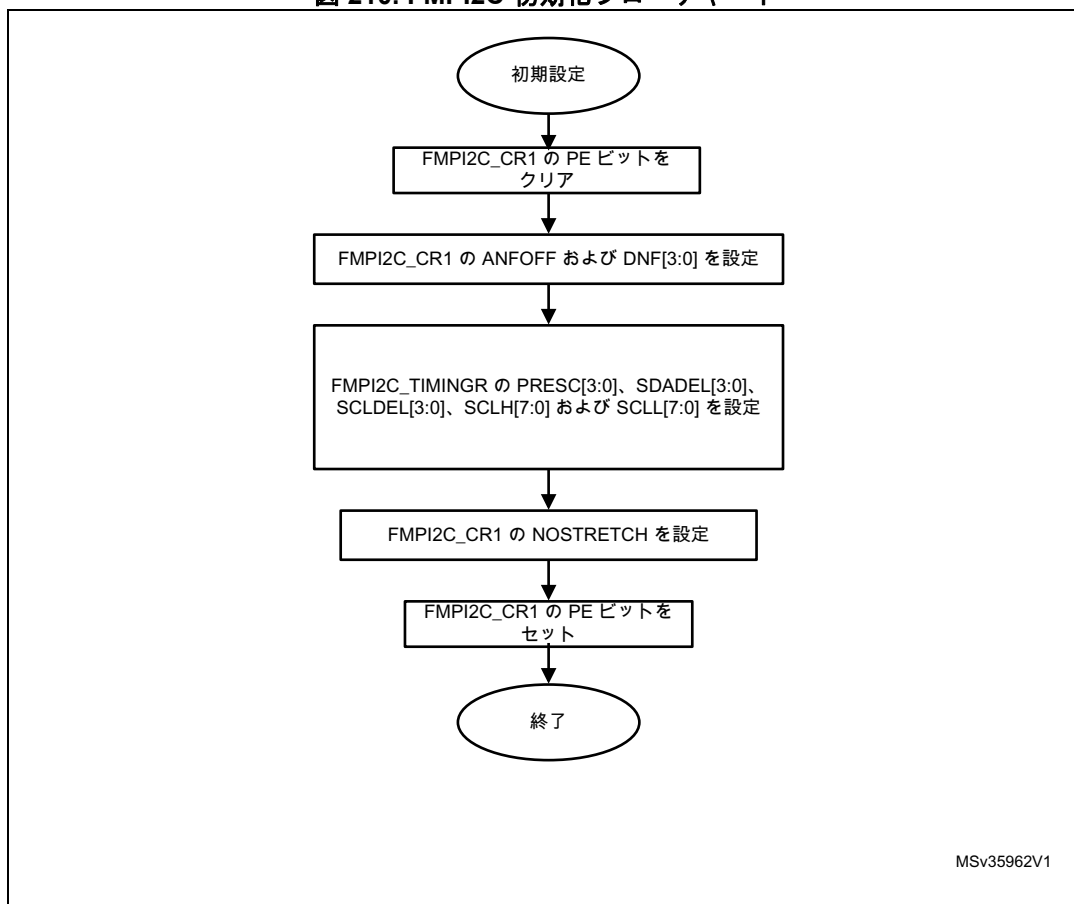 初期設定
FMPI2C_CR1 の PE ビットを
クリア
FMPI2C_CR1 の ANFOFF および DNF[3:0] を設定
FMPI2C_TIMINGR の PRESC[3:0]、SDADEL[3:0]、
SCLDEL[3:0]、SCLH[7:0] および SCLL[7:0] を設定
FMPI2C_CR1 の NOSTRETCH を設定
FMPI2C_CR1 の PE ビットを
セット
終了
MSv35962V1